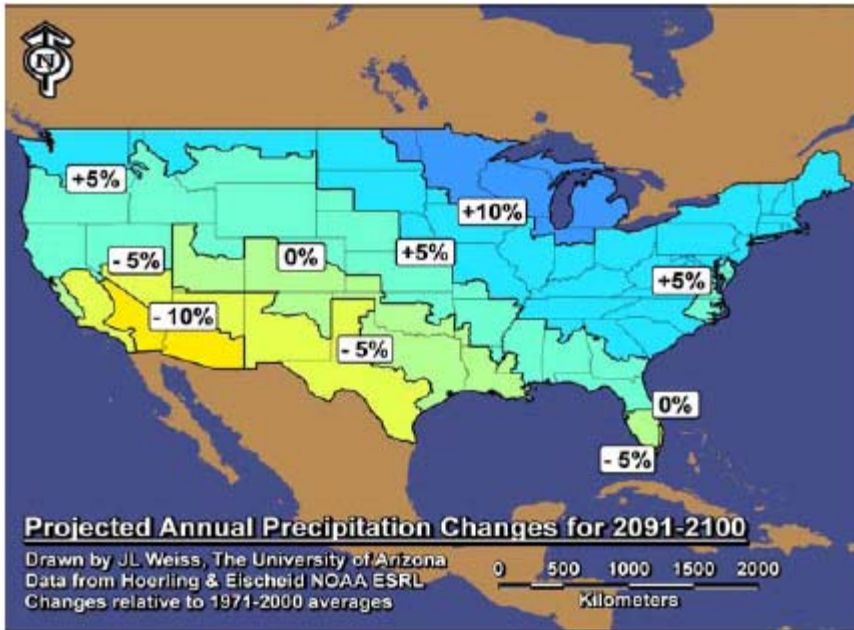 N
+5%
+10%
- 5%
0%
+5%
+5%
- 10%
- 5%
0%
- 5%
Projected Annual Precipitation Changes for 2091-2100
Drawn by JL Weiss, The University of Arizona
Data from Hoerling & Eischeid NOAA ESRL
Changes relative to 1971-2000 averages
0 500 1000 1500 2000
Kilometers